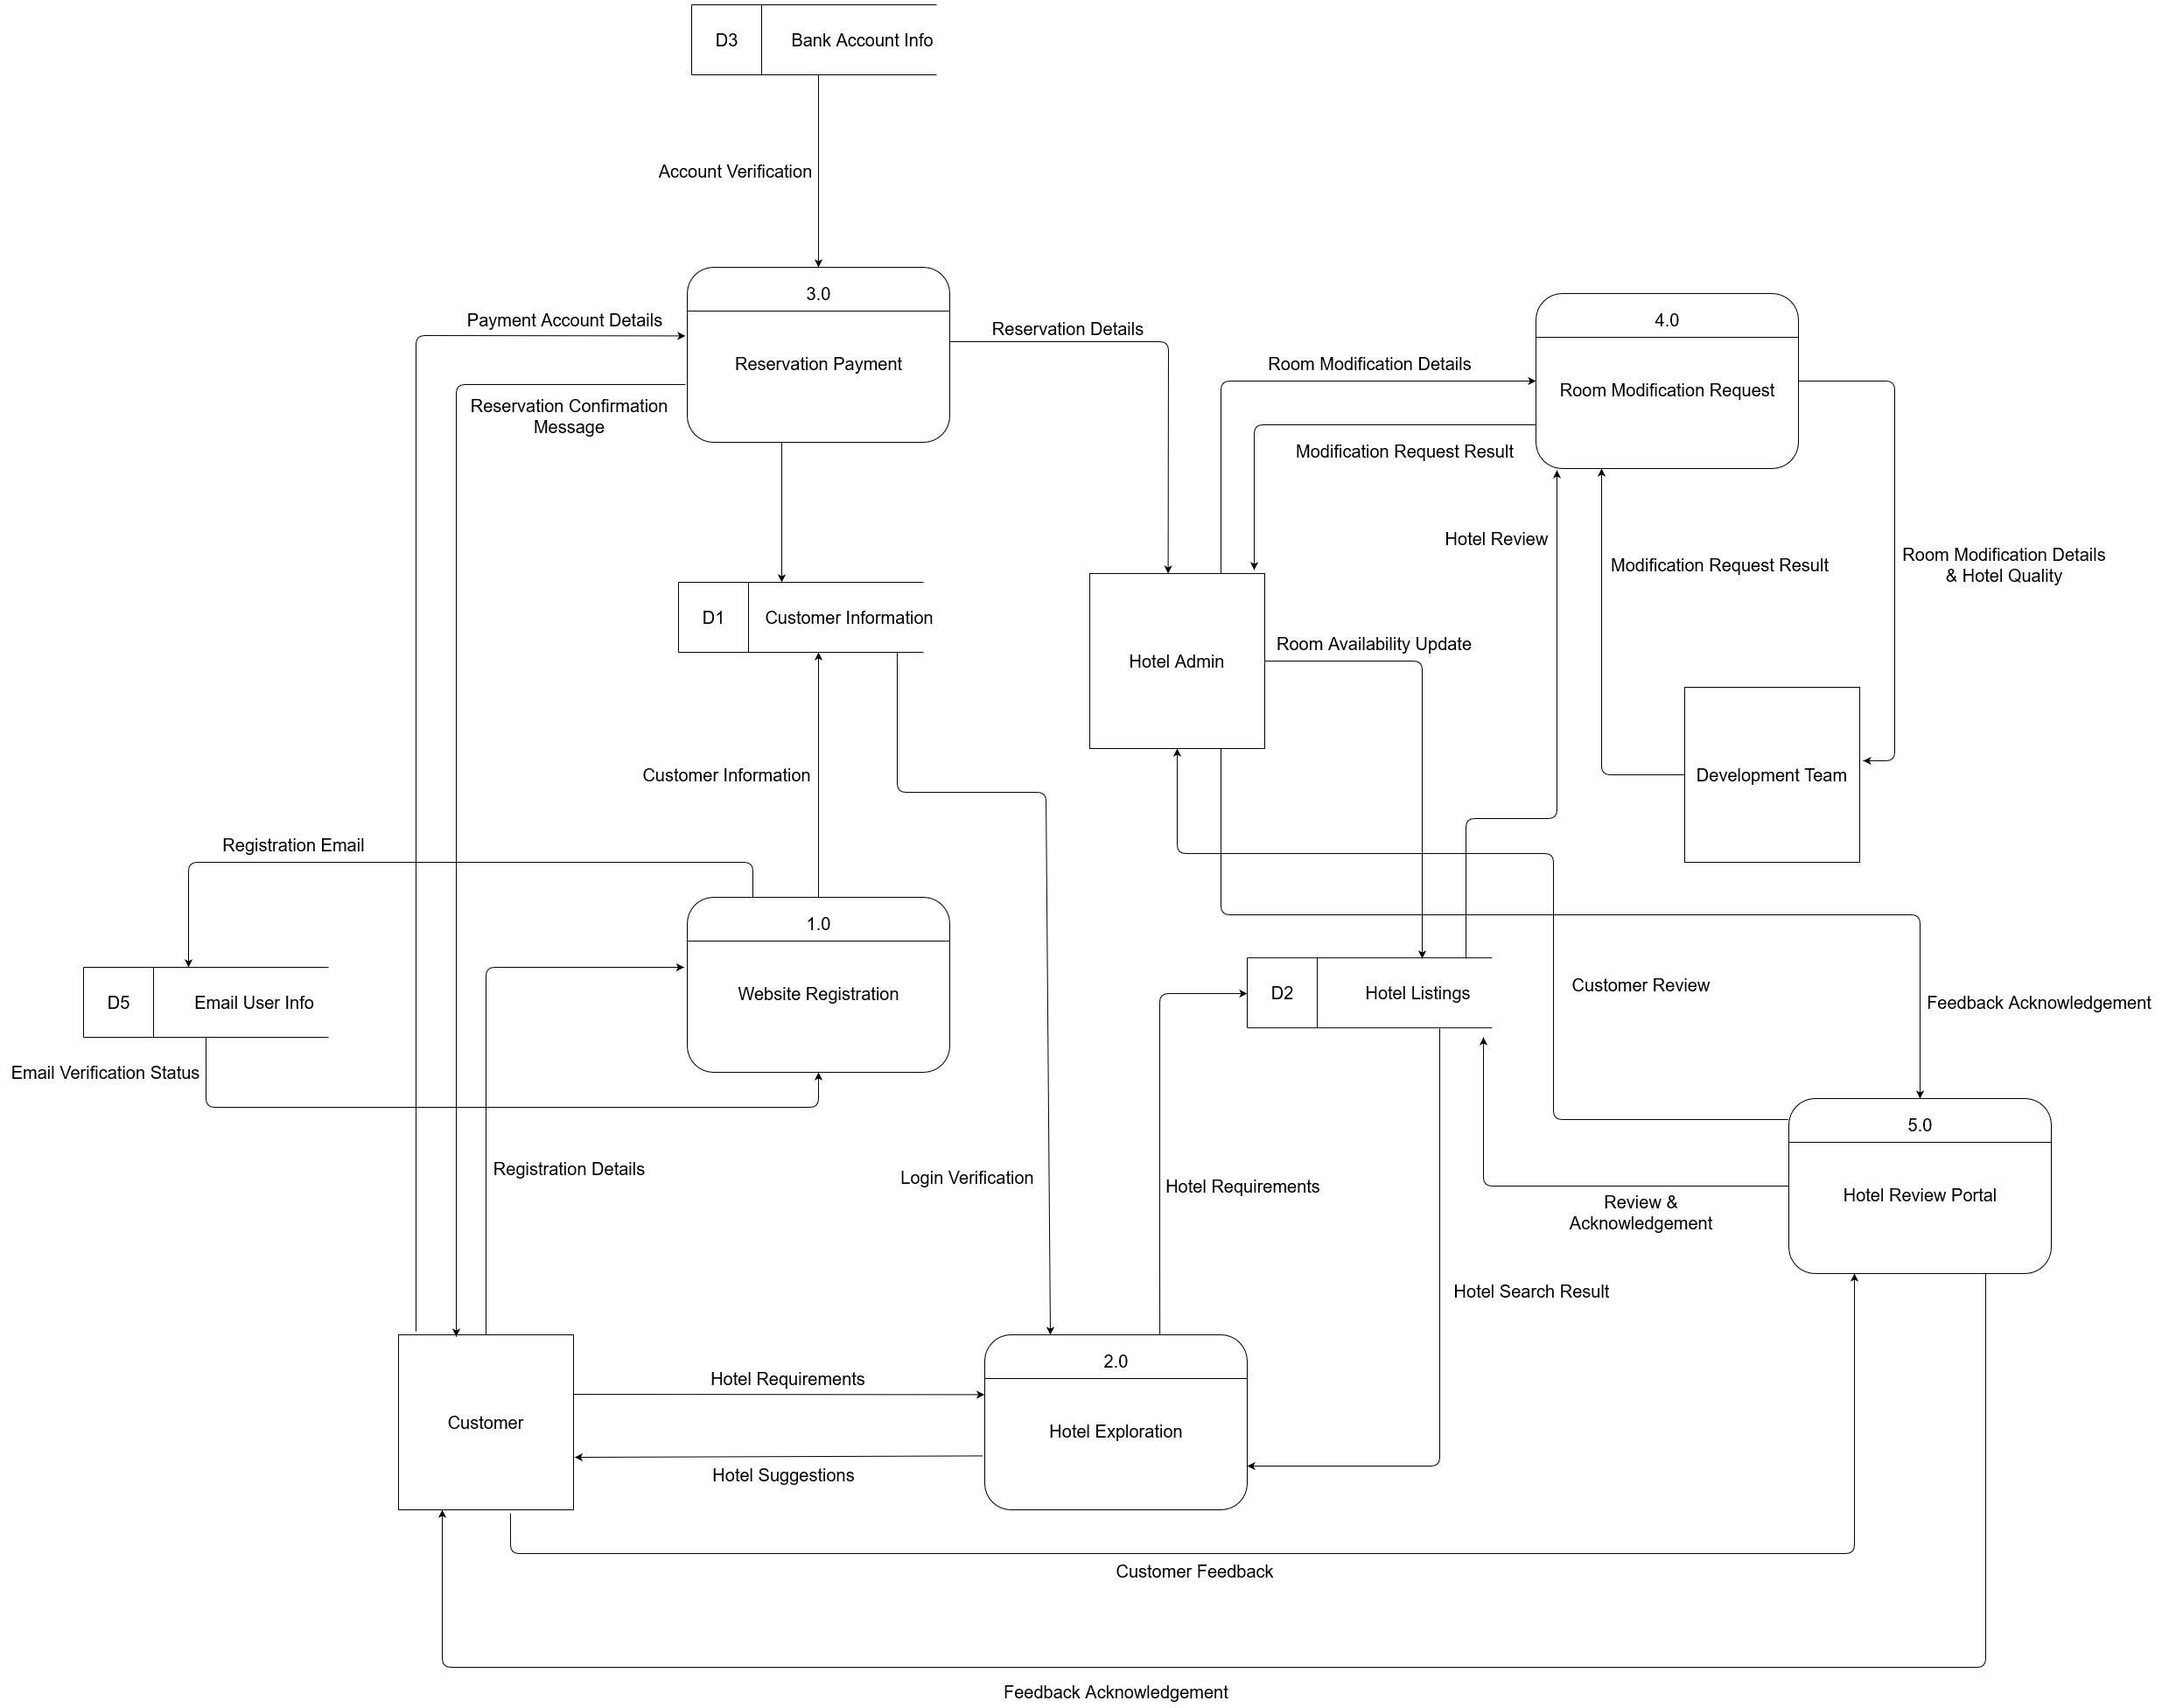 D3
Bank Account Info
Account Verification
3.0
Reservation Payment
Payment Account Details
Reservation Confirmation
Message
Reservation Details
4.0
Room Modification Request
Room Modification Details
Modification Request Result
Hotel Review
Modification Request Result
Room Modification Details
& Hotel Quality
D1
Customer Information
Hotel Admin
Room Availability Update
Development Team
Customer Information
Registration Email
1.0
Website Registration
D5
Email User Info
Email Verification Status
D2
Hotel Listings
Customer Review
Feedback Acknowledgement
5.0
Hotel Review Portal
Registration Details
Login Verification
Hotel Requirements
Review &
Acknowledgement
Hotel Search Result
Customer
Hotel Requirements
2.0
Hotel Exploration
Hotel Suggestions
Customer Feedback
Feedback Acknowledgement